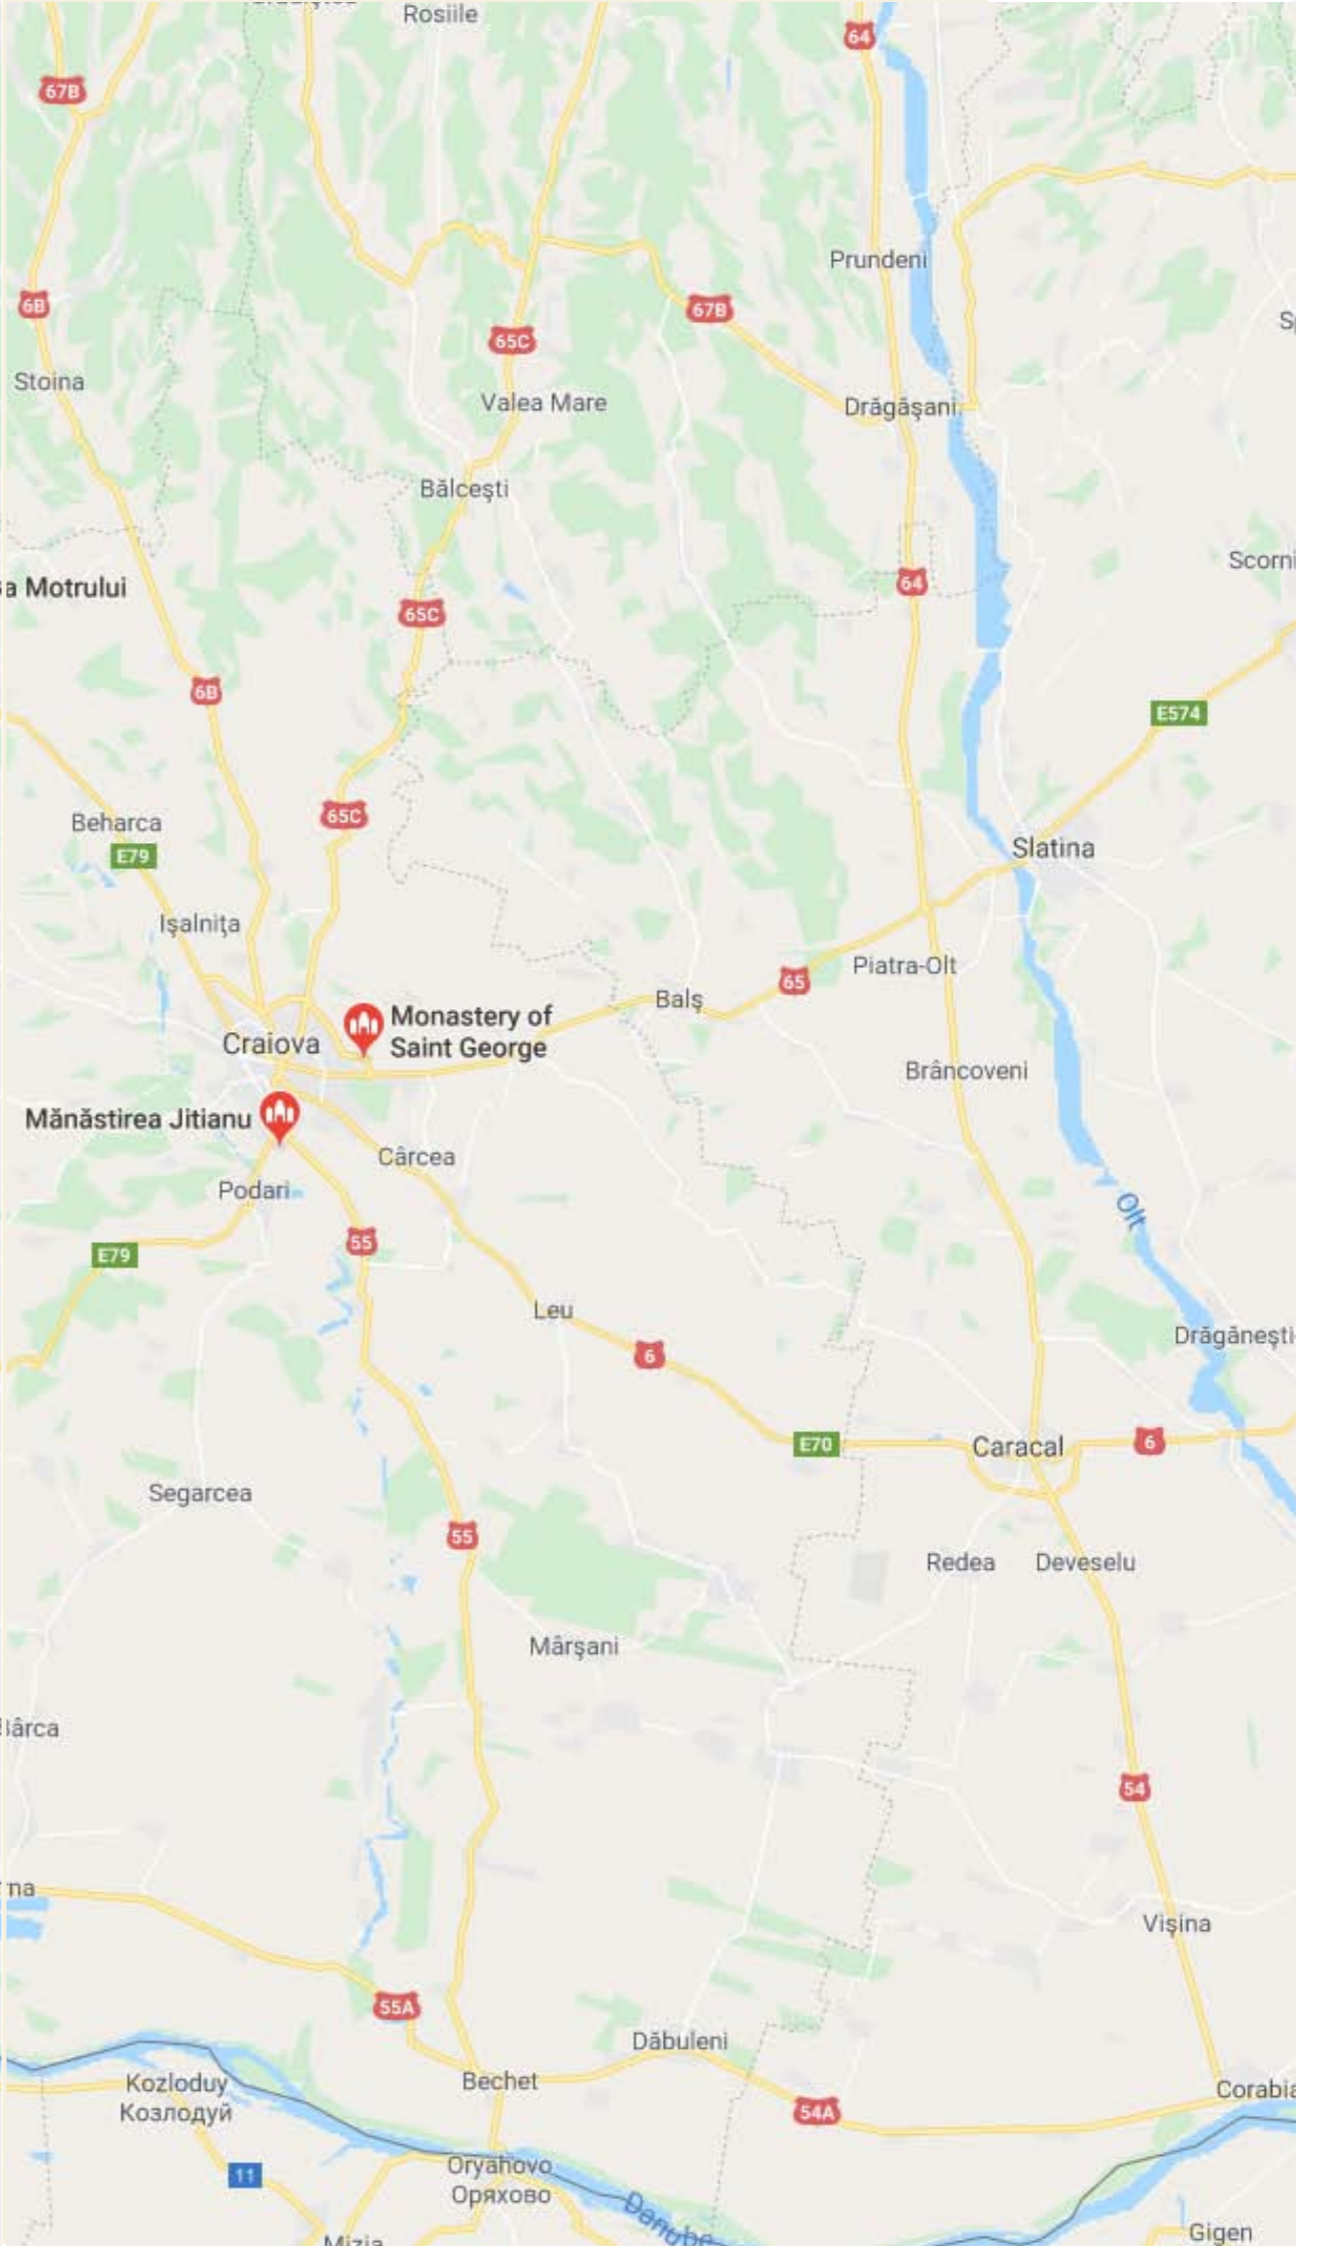 Rosiile
64
67B
Prundeni
6B
67B
65C
Stoina
Valea Mare
Drăgăşani
Bălceşti
Scorni
64
a Motrului
65C
6B
E574
65C
Beharca
E79
Slatina
Işalniţa
Piatra-Olt
65
Balş
Monastery of
Saint George
Craiova
Brâncoveni
Mănăstirea Jitianu
Cârcea
Podari
Olt
55
E79
Leu
Drăgăneşti-
6
E70
Caracal
6
Segarcea
55
Redea
Deveselu
Mârşani
Bârca
54
na
Vişina
55A
Dăbuleni
Bechet
Kozloduy
Козлодуй
Corabia
54A
Oryahovo
Оряхово
11
Danube
Mizia
Gigen